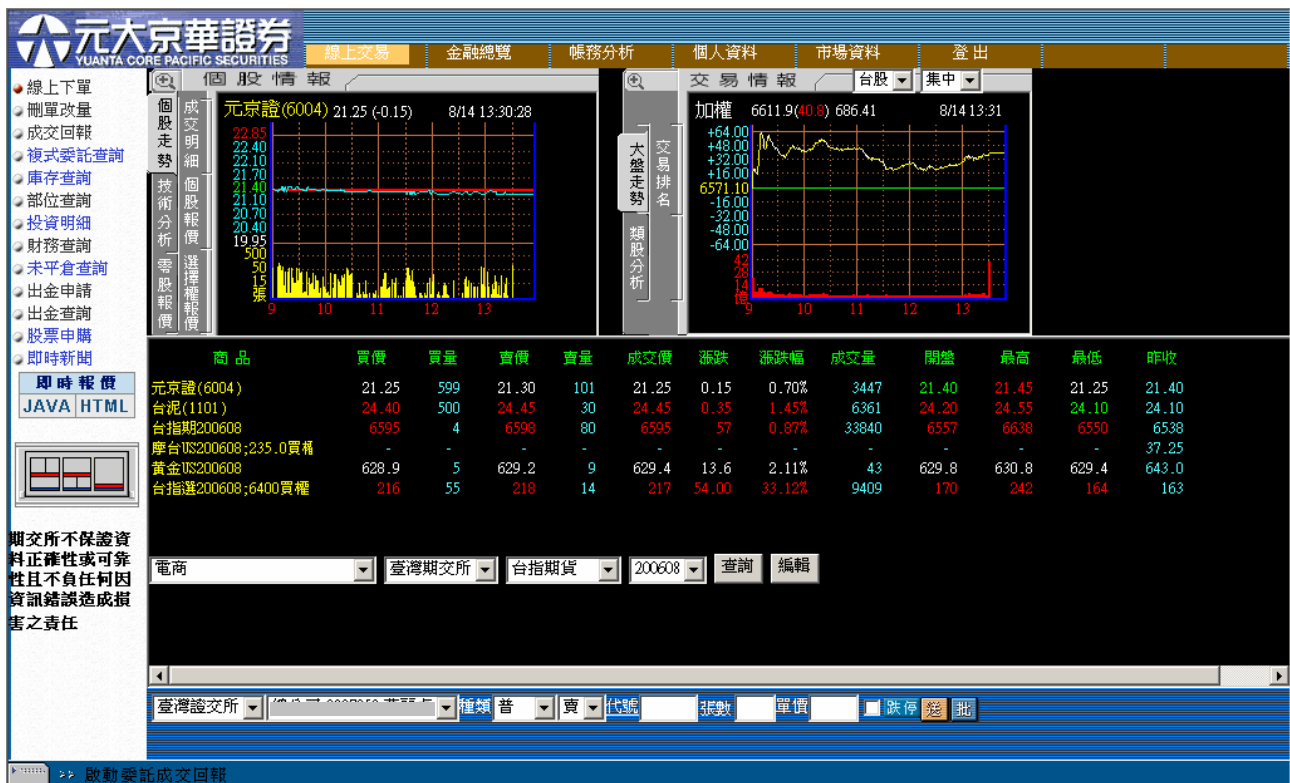 元大京華證券
YUANTA CORE PACIFIC SECURITIES
線上交易 金融總覽 帳務分析 個人資料 市場資料 登出
線上下單
刪單改量
成交回報
複式委託查詢
庫存查詢
部位查詢
投資明細
財務查詢
未平倉查詢
出金申請
出金查詢
股票申購
即時新聞
即時報價
JAVA HTML
期交所不保證資
料正確性或可靠
性且不負任何因
資訊錯誤造成損
害之責任
個股情報
個股走勢
技術分析
零股報價
成交明細
個股報價
選擇權報價
元京證(6004) 21.25 (-0.15) 8/14 13:30:28
22.85
22.40
22.10
21.70
21.40
21.10
20.70
20.40
19.95
500
50
15
張
9 10 11 12 13
交易情報 台股 集中
大盤走勢
類股分析
交易排名
加權 6611.9(40.8) 686.41 8/14 13:31
+64.00
+48.00
+32.00
+16.00
6571.10
-16.00
-32.00
-48.00
-64.00
42
28
14
億
9 10 11 12 13
商品 買價 買量 賣價 賣量 成交價 漲跌 漲跌幅 成交量 開盤 最高 最低 昨收
元京證(6004) 21.25 599 21.30 101 21.25 0.15 0.70% 3447 21.40 21.45 21.25 21.40
台泥(1101) 24.40 500 24.45 30 24.45 0.35 1.45% 6361 24.20 24.55 24.10 24.10
台指期200608 6595 4 6598 80 6595 57 0.87% 33840 6557 6638 6550 6538
摩台US200608;235.0買權 - - - - - - - - - - - 37.25
黃金US200608 628.9 5 629.2 9 629.4 13.6 2.11% 43 629.8 630.8 629.4 643.0
台指選200608;6400買權 216 55 218 14 217 54.00 33.12% 9409 170 242 164 163
電商 臺灣期交所 台指期貨 200608 查詢 編輯
臺灣證交所 種類 普 賣 代號 張數 單價 跌停 送 批
>> 啟動委託成交回報